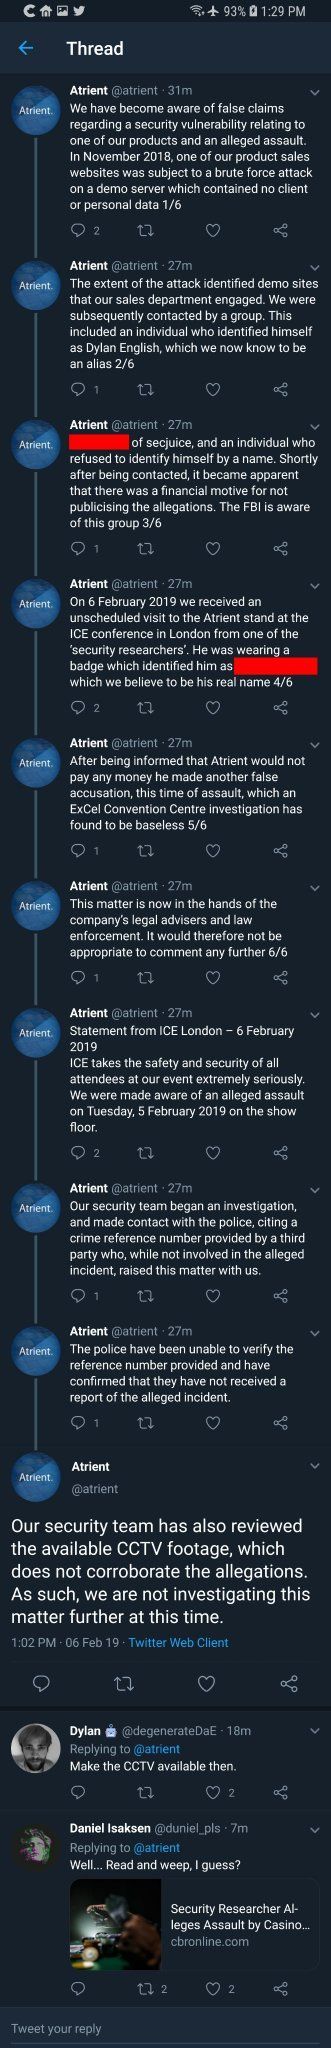 93% 1:29 PM
Thread
Atrient @atrient · 31m
Atrient.
We have become aware of false claims
regarding a security vulnerability relating to
one of our products and an alleged assault.
In November 2018, one of our product sales
websites was subject to a brute force attack
on a demo server which contained no client
or personal data 1/6
2
Atrient @atrient · 27m
Atrient.
The extent of the attack identified demo sites
that our sales department engaged. We were
subsequently contacted by a group. This
included an individual who identified himself
as Dylan English, which we now know to be
an alias 2/6
1
Atrient @atrient · 27m
Atrient.
of secjuice, and an individual who
refused to identify himself by a name. Shortly
after being contacted, it became apparent
that there was a financial motive for not
publicising the allegations. The FBI is aware
of this group 3/6
1
Atrient @atrient · 27m
Atrient.
On 6 February 2019 we received an
unscheduled visit to the Atrient stand at the
ICE conference in London from one of the
‘security researchers’. He was wearing a
badge which identified him as
which we believe to be his real name 4/6
2
Atrient @atrient · 27m
Atrient.
After being informed that Atrient would not
pay any money he made another false
accusation, this time of assault, which an
ExCel Convention Centre investigation has
found to be baseless 5/6
1
Atrient @atrient · 27m
Atrient.
This matter is now in the hands of the
company’s legal advisers and law
enforcement. It would therefore not be
appropriate to comment any further 6/6
1
Atrient @atrient · 27m
Atrient.
Statement from ICE London – 6 February
2019
ICE takes the safety and security of all
attendees at our event extremely seriously.
We were made aware of an alleged assault
on Tuesday, 5 February 2019 on the show
floor.
2
Atrient @atrient · 27m
Atrient.
Our security team began an investigation,
and made contact with the police, citing a
crime reference number provided by a third
party who, while not involved in the alleged
incident, raised this matter with us.
1
Atrient @atrient · 27m
Atrient.
The police have been unable to verify the
reference number provided and have
confirmed that they have not received a
report of the alleged incident.
1
Atrient
Atrient.
@atrient
Our security team has also reviewed
the available CCTV footage, which
does not corroborate the allegations.
As such, we are not investigating this
matter further at this time.
1:02 PM · 06 Feb 19 · Twitter Web Client
Dylan @degenerateDaE · 18m
Replying to @atrient
Make the CCTV available then.
2
Daniel Isaksen @duniel_pls · 7m
Replying to @atrient
Well... Read and weep, I guess?
Security Researcher Al-
leges Assault by Casino...
cbronline.com
2 2
Tweet your reply